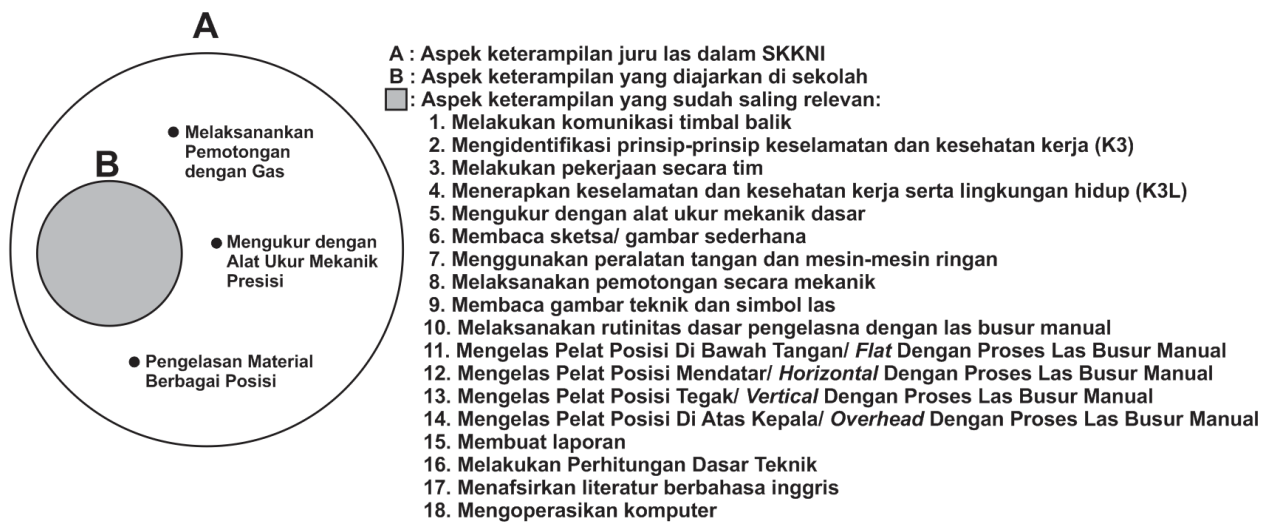 A
B
● Melaksanankan
Pemotongan
dengan Gas
● Mengukur dengan
Alat Ukur Mekanik
Presisi
● Pengelasan Material
Berbagai Posisi
A : Aspek keterampilan juru las dalam SKKNI
B : Aspek keterampilan yang diajarkan di sekolah
: Aspek keterampilan yang sudah saling relevan:
1. Melakukan komunikasi timbal balik
2. Mengidentifikasi prinsip-prinsip keselamatan dan kesehatan kerja (K3)
3. Melakukan pekerjaan secara tim
4. Menerapkan keselamatan dan kesehatan kerja serta lingkungan hidup (K3L)
5. Mengukur dengan alat ukur mekanik dasar
6. Membaca sketsa/ gambar sederhana
7. Menggunakan peralatan tangan dan mesin-mesin ringan
8. Melaksanakan pemotongan secara mekanik
9. Membaca gambar teknik dan simbol las
10. Melaksanakan rutinitas dasar pengelasna dengan las busur manual
11. Mengelas Pelat Posisi Di Bawah Tangan/ Flat Dengan Proses Las Busur Manual
12. Mengelas Pelat Posisi Mendatar/ Horizontal Dengan Proses Las Busur Manual
13. Mengelas Pelat Posisi Tegak/ Vertical Dengan Proses Las Busur Manual
14. Mengelas Pelat Posisi Di Atas Kepala/ Overhead Dengan Proses Las Busur Manual
15. Membuat laporan
16. Melakukan Perhitungan Dasar Teknik
17. Menafsirkan literatur berbahasa inggris
18. Mengoperasikan komputer